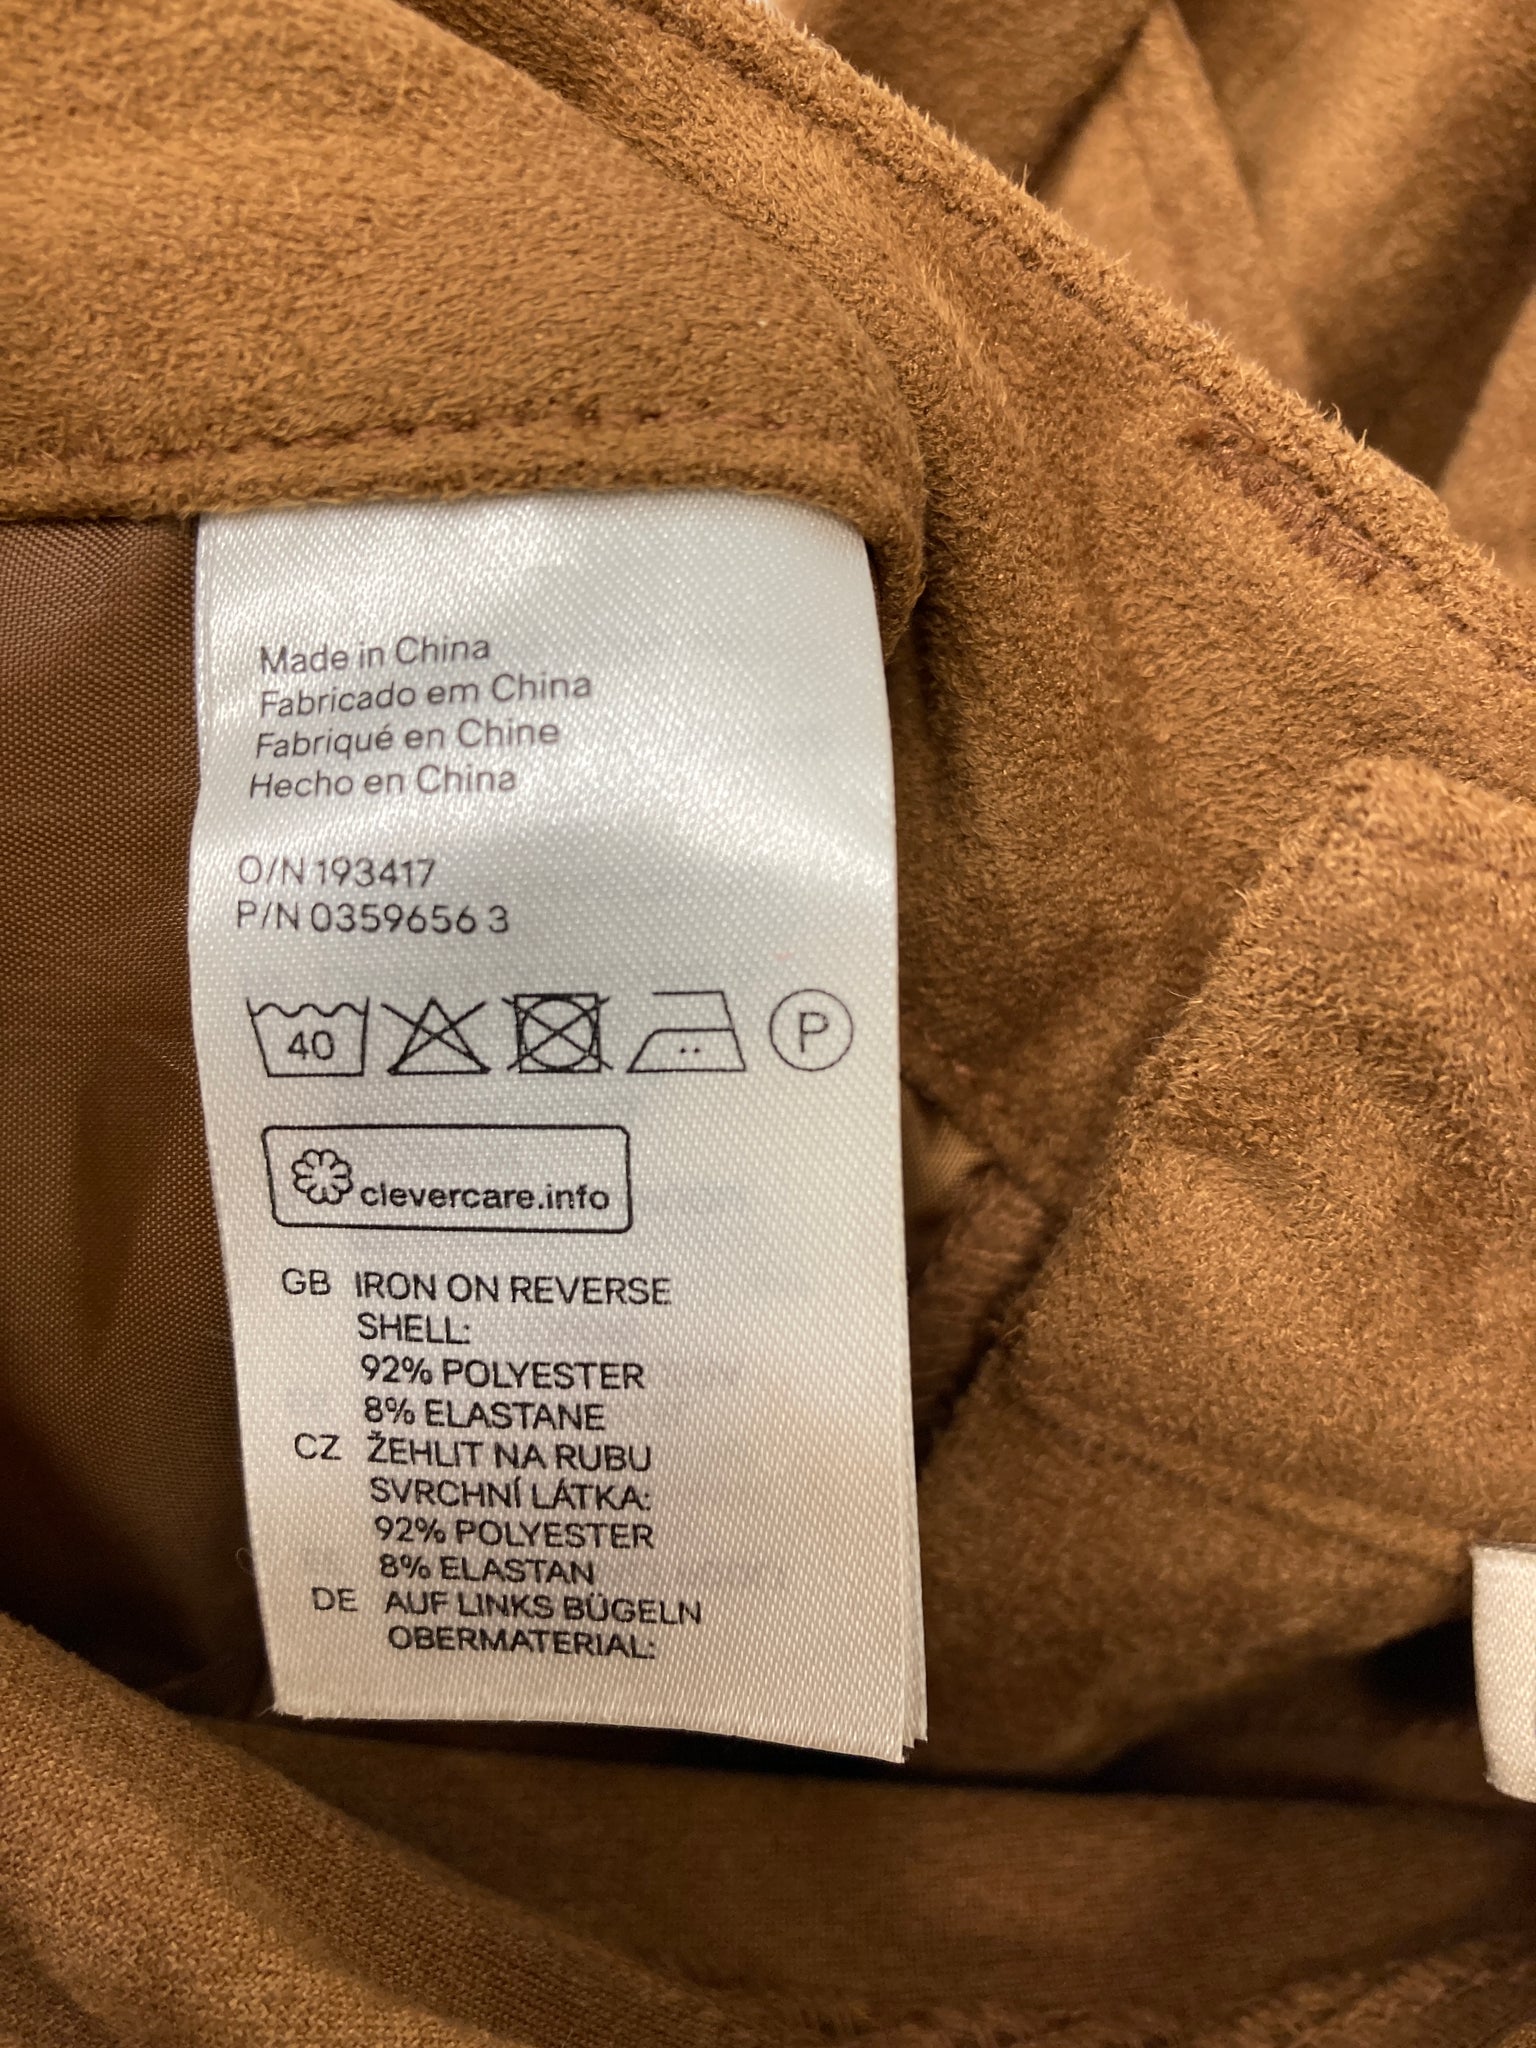 Made in China
Fabricado em China
Fabriqué en Chine
Hecho en China
O/N 193417
P/N 0359656 3
40 P
clevercare.info
GB IRON ON REVERSE
SHELL:
92% POLYESTER
8% ELASTANE
CZ ŽEHLIT NA RUBU
SVRCHNÍ LÁTKA:
92% POLYESTER
8% ELASTAN
DE AUF LINKS BÜGELN
OBERMATERIAL: